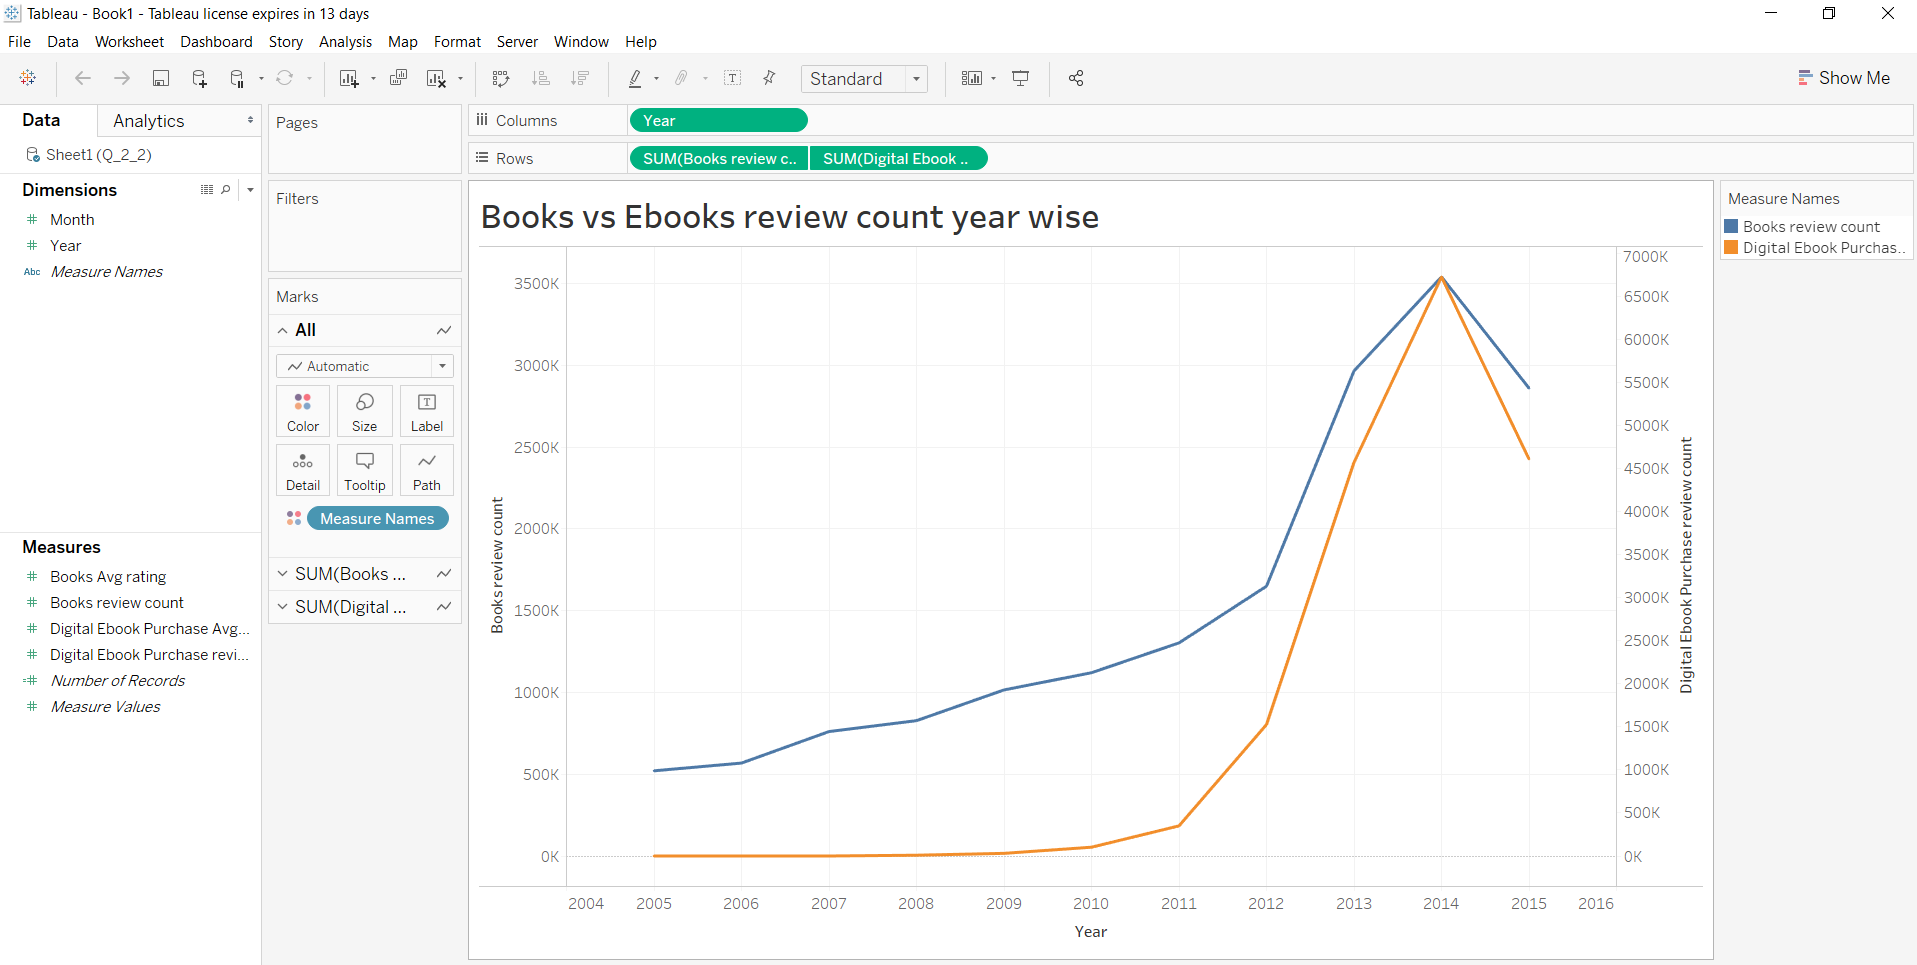 Tableau - Book1 - Tableau license expires in 13 days
File Data Worksheet Dashboard Story Analysis Map Format Server Window Help
Standard
Show Me
Data
Analytics
Sheet1 (Q_2_2)
Dimensions
Month
Year
Abc Measure Names
Measures
Books Avg rating
Books review count
Digital Ebook Purchase Avg...
Digital Ebook Purchase revi...
Number of Records
Measure Values
Pages
Filters
Marks
All
Automatic
Color Size Label
Detail Tooltip Path
Measure Names
SUM(Books ...
SUM(Digital ...
Columns
Year
Rows
SUM(Books review c..
SUM(Digital Ebook ..
Books vs Ebooks review count year wise
Books review count
3500K
3000K
2500K
2000K
1500K
1000K
500K
0K
7000K
6500K
6000K
5500K
5000K
4500K
4000K
3500K
3000K
2500K
2000K
1500K
1000K
500K
0K
Digital Ebook Purchase review count
2004 2005 2006 2007 2008 2009 2010 2011 2012 2013 2014 2015 2016
Year
Measure Names
Books review count
Digital Ebook Purchas..